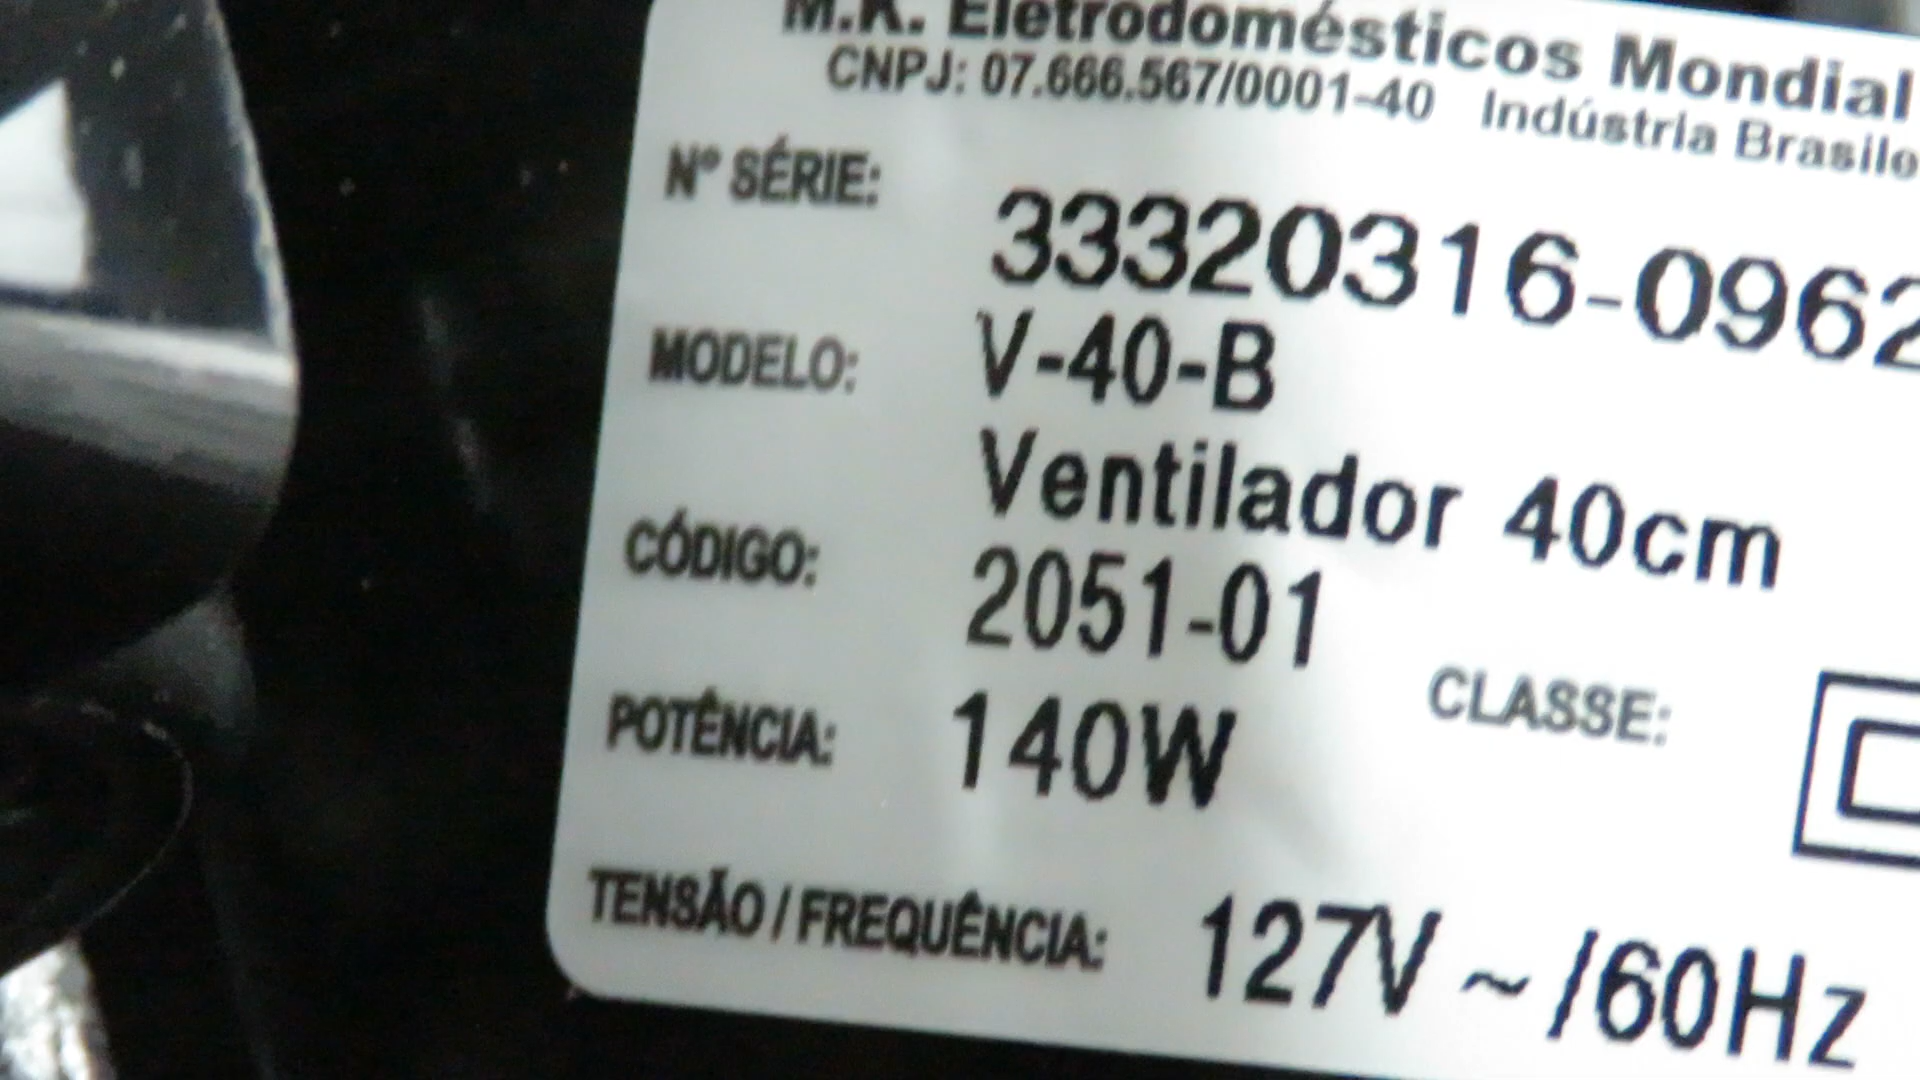 M.K. Eletrodomésticos Mondial
CNPJ: 07.666.567/0001-40 Indústria Brasile
Nº SÉRIE: 33320316-0962
MODELO: V-40-B
Ventilador 40cm
CÓDIGO: 2051-01
POTÊNCIA: 140W CLASSE:
TENSÃO / FREQUÊNCIA: 127V ~ /60Hz